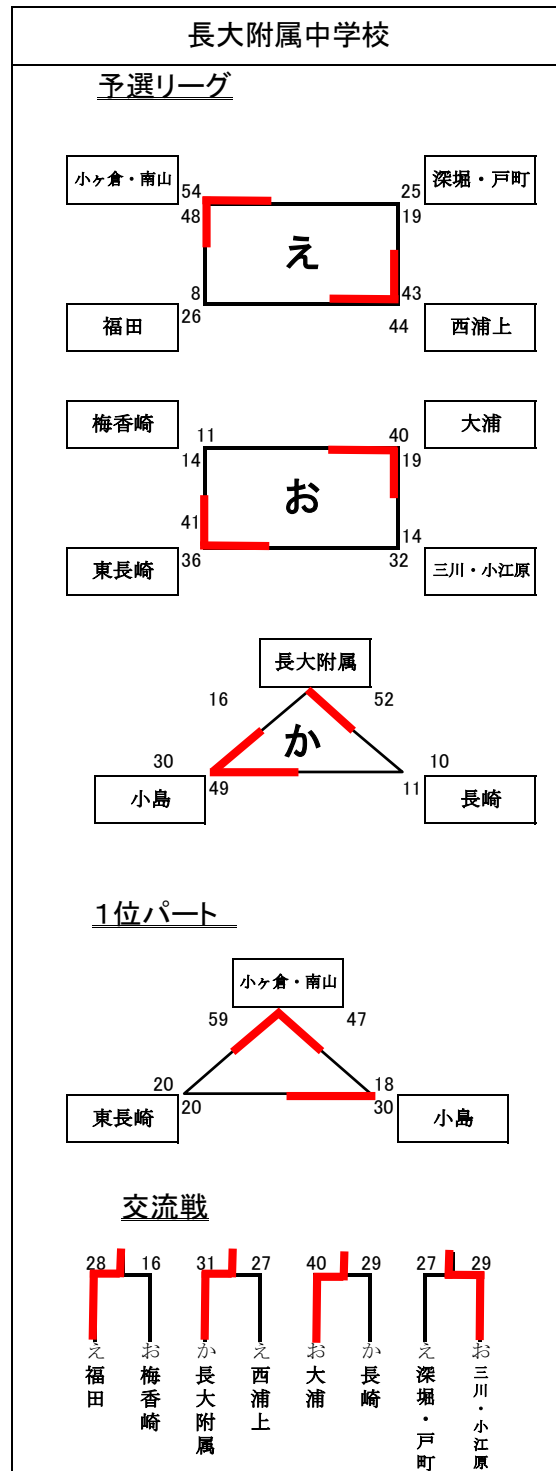 長大附属中学校
予選リーグ
小ヶ倉・南山 54 25 深堀・戸町
48 19
え
8 43
福田 26 44 西浦上
梅香崎 11 40 大浦
14 19
お
41 14
東長崎 36 32 三川・小江原
長大附属
16 52
か
30 10
小島 49 11 長崎
1位パート
小ヶ倉・南山
59 47
20 18
東長崎 20 30 小島
交流戦
28 16 31 27 40 29 27 29
え お か え お か え お
福田 梅香崎 長大附属 西浦上 大浦 長崎 深堀・戸町 三川・小江原